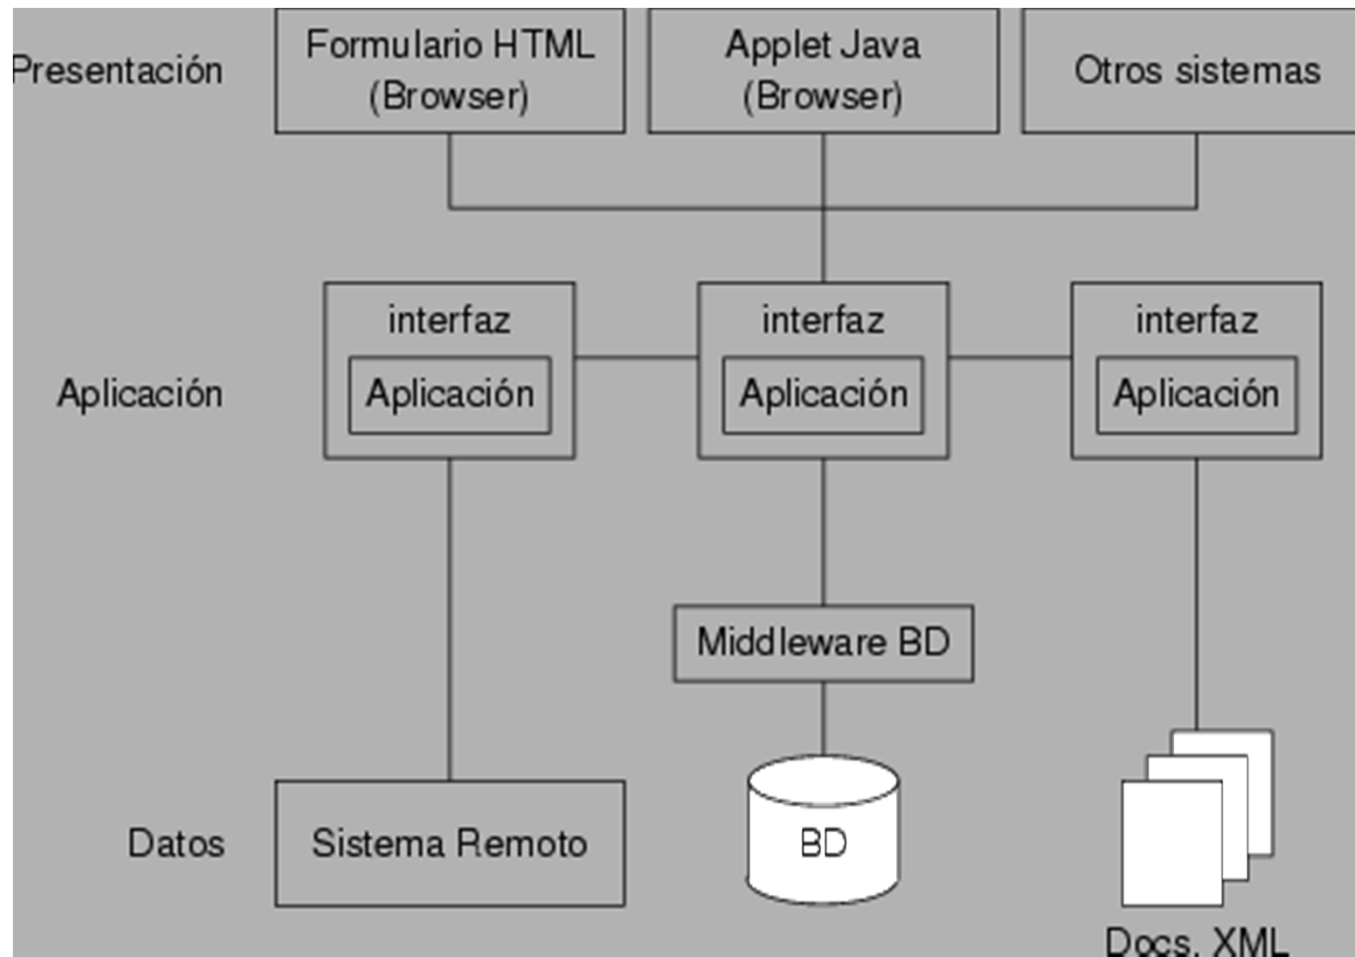 Presentación
Formulario HTML
(Browser)
Applet Java
(Browser)
Otros sistemas
Aplicación
interfaz
Aplicación
interfaz
Aplicación
interfaz
Aplicación
Middleware BD
Datos
Sistema Remoto
BD
Docs. XML